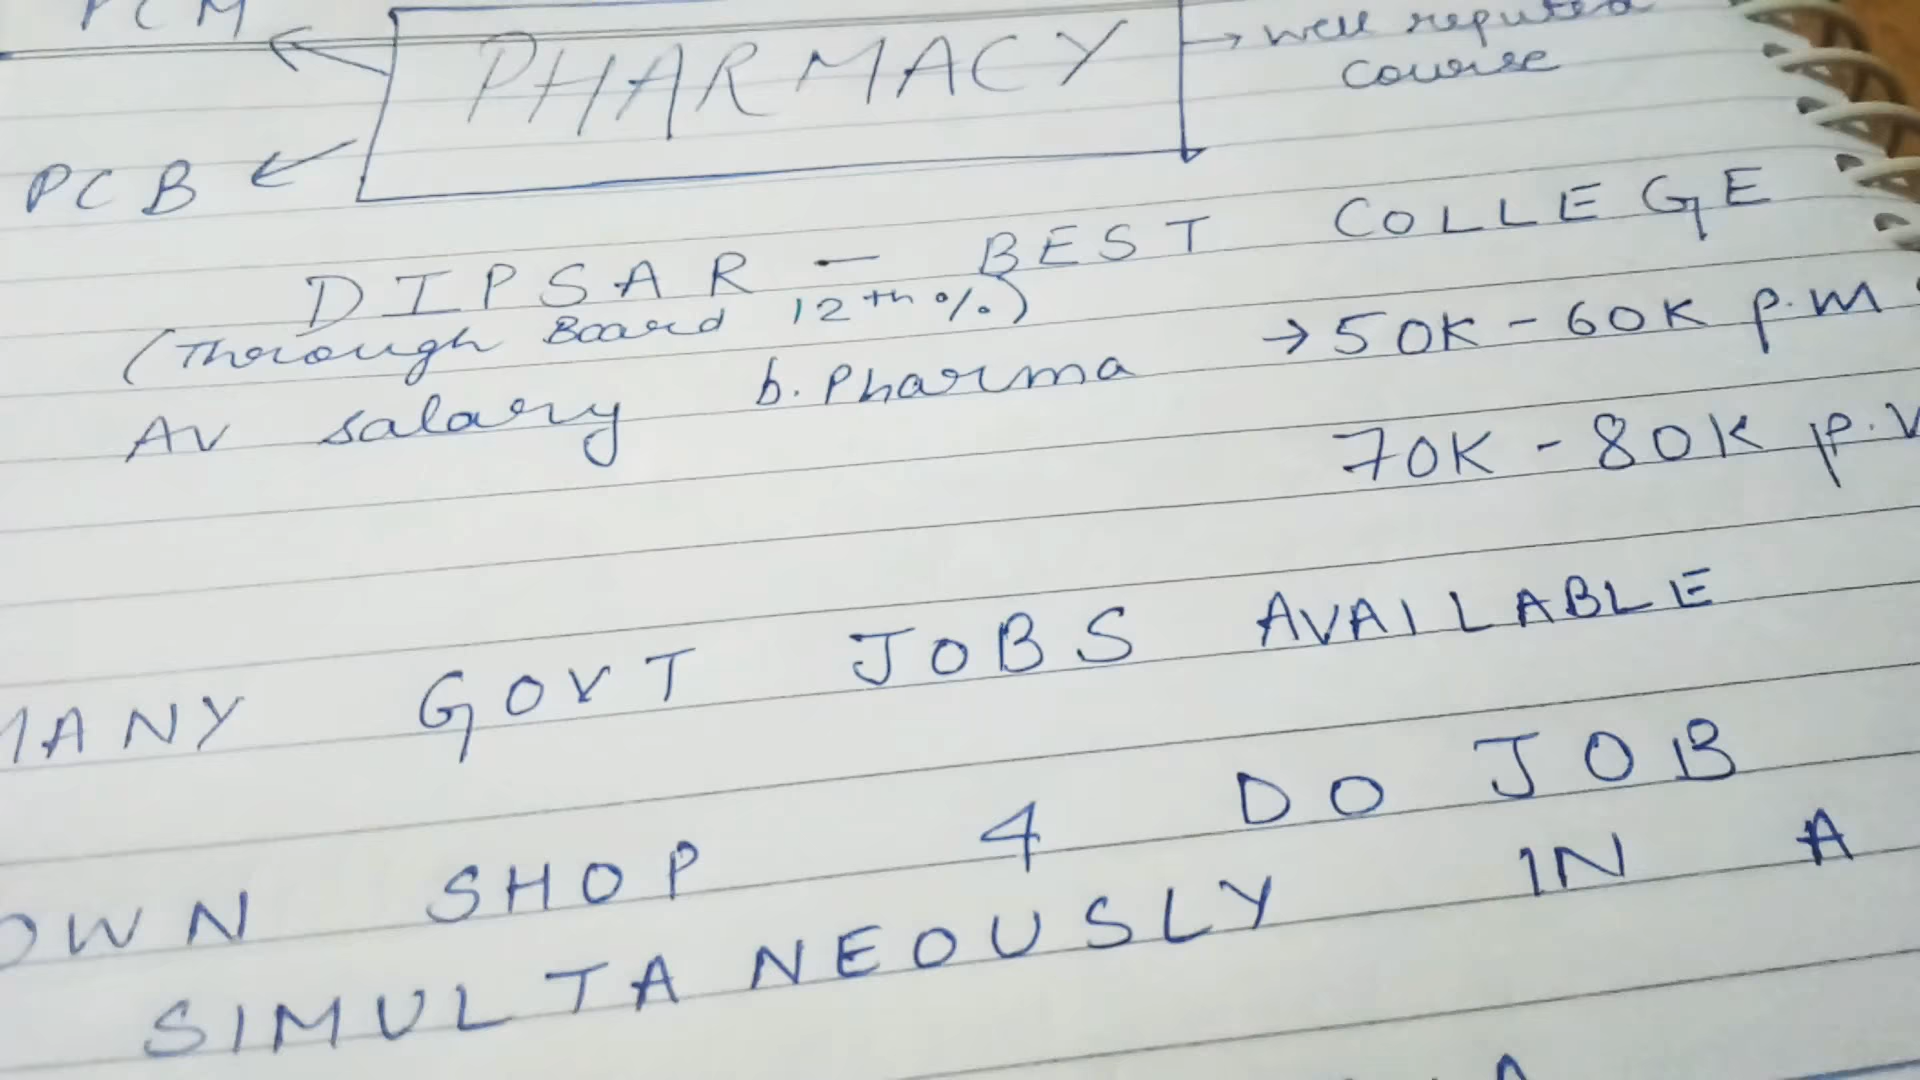 PCM
PHARMACY → well reputed
course
PCB ←
DIPSAR - BEST COLLEGE
(Through Board 12th %)
AV salary b. Pharma → 50K - 60K p.m
70K - 80K
MANY GOVT JOBS AVAILABLE
OWN SHOP & DO JOB
SIMULTANEOUSLY IN A